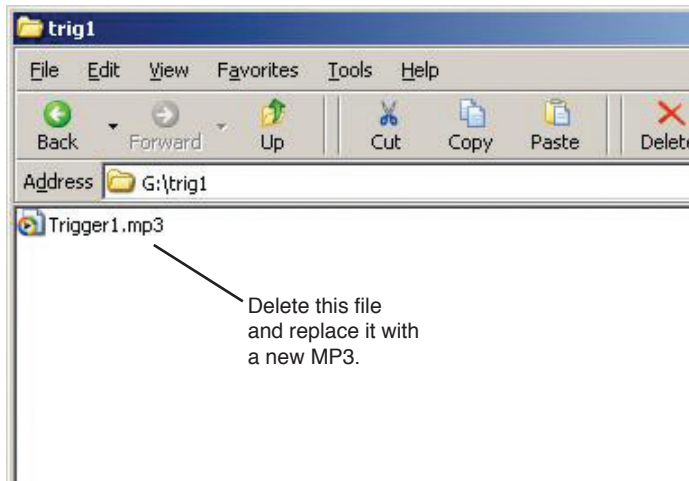 trig1
File Edit View Favorites Tools Help
Back Forward Up Cut Copy Paste Delete
Address G:\trig1
Trigger1.mp3
Delete this file
and replace it with
a new MP3.